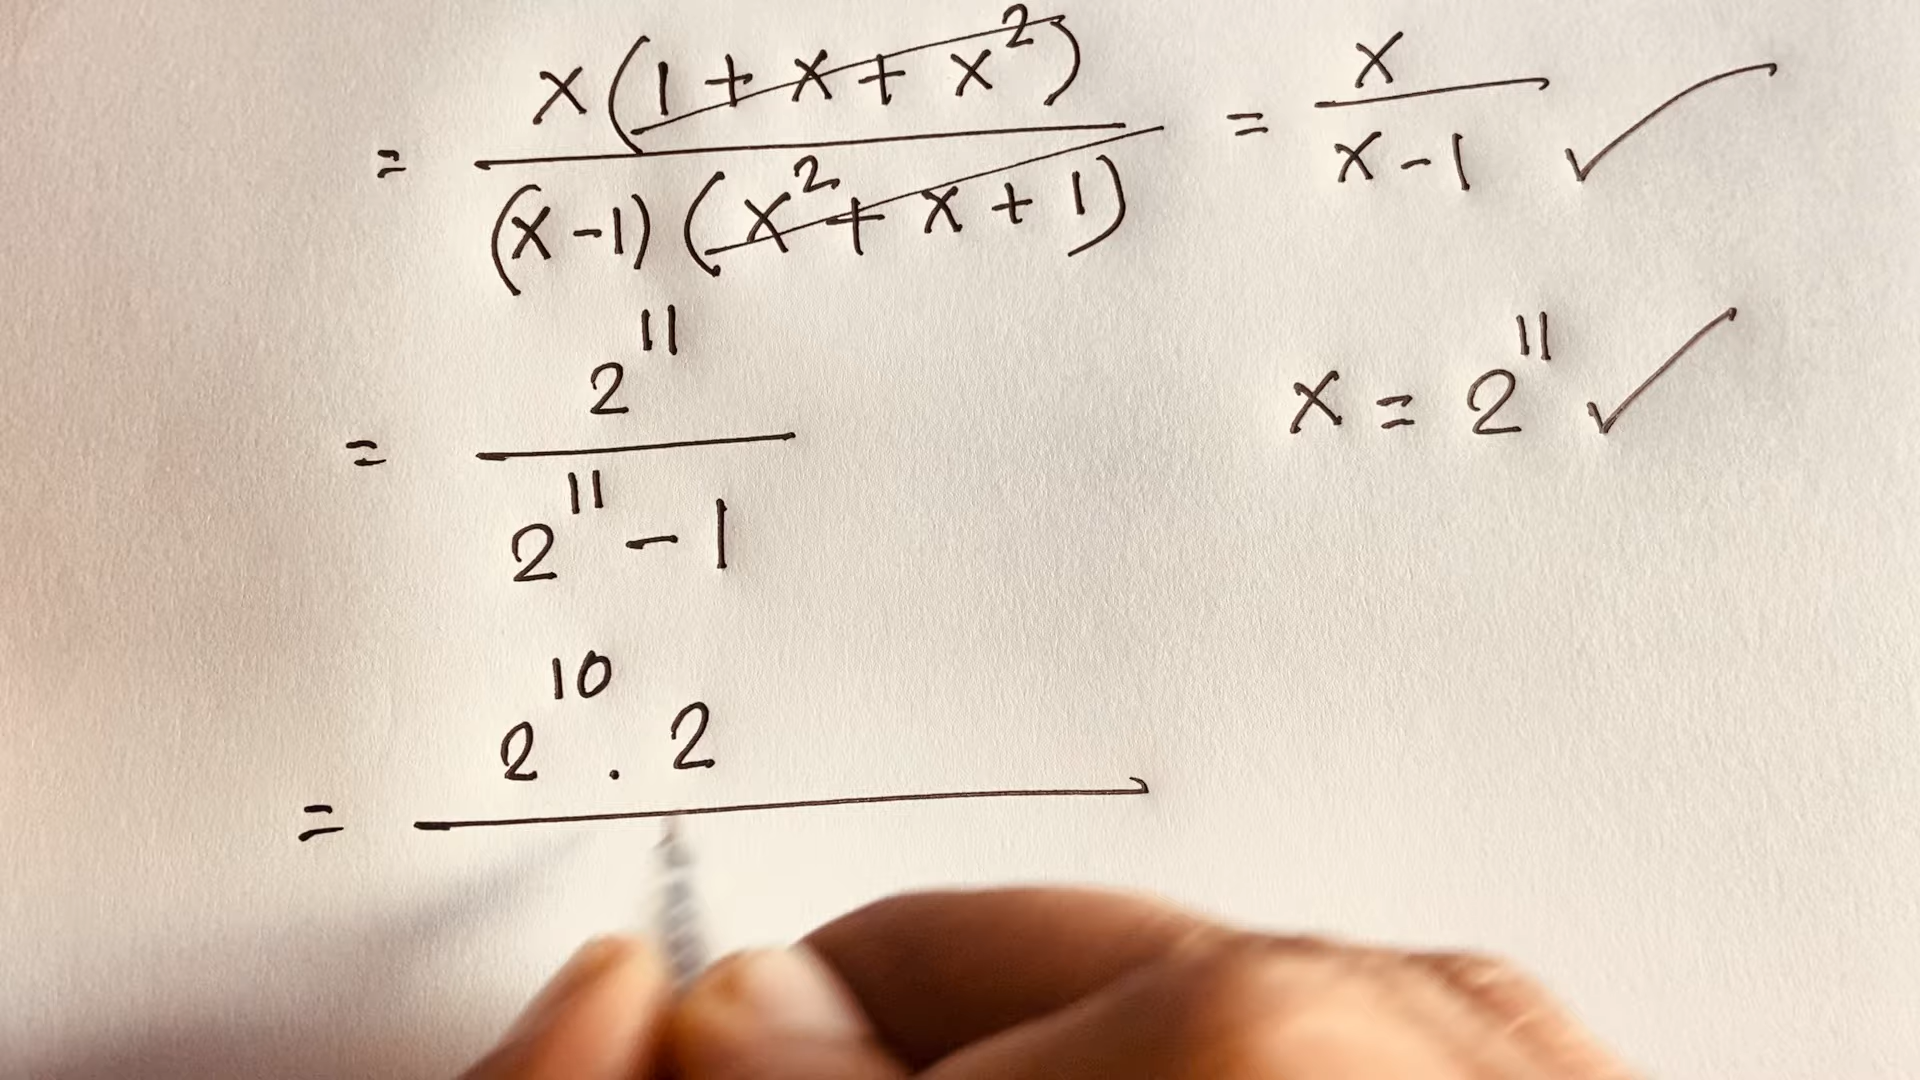 = x(1 + x + x²) / (x-1)(x² + x + 1) = x / x-1 ✓
= 2¹¹ / 2¹¹ - 1
x = 2¹¹ ✓
= 2¹⁰ . 2